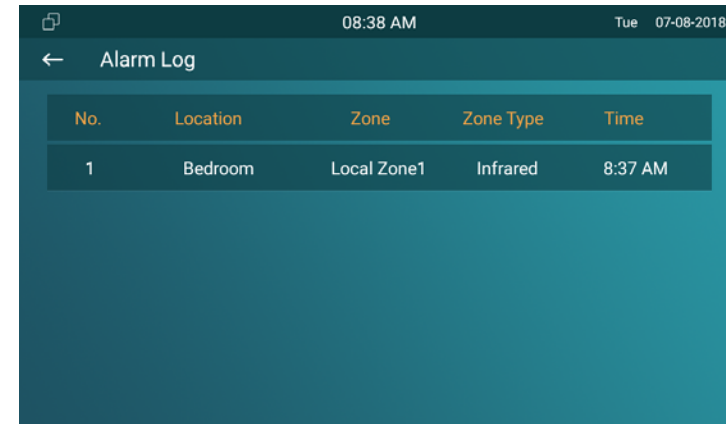 08:38 AM Tue 07-08-2018
Alarm Log
No. Location Zone Zone Type Time
1 Bedroom Local Zone1 Infrared 8:37 AM